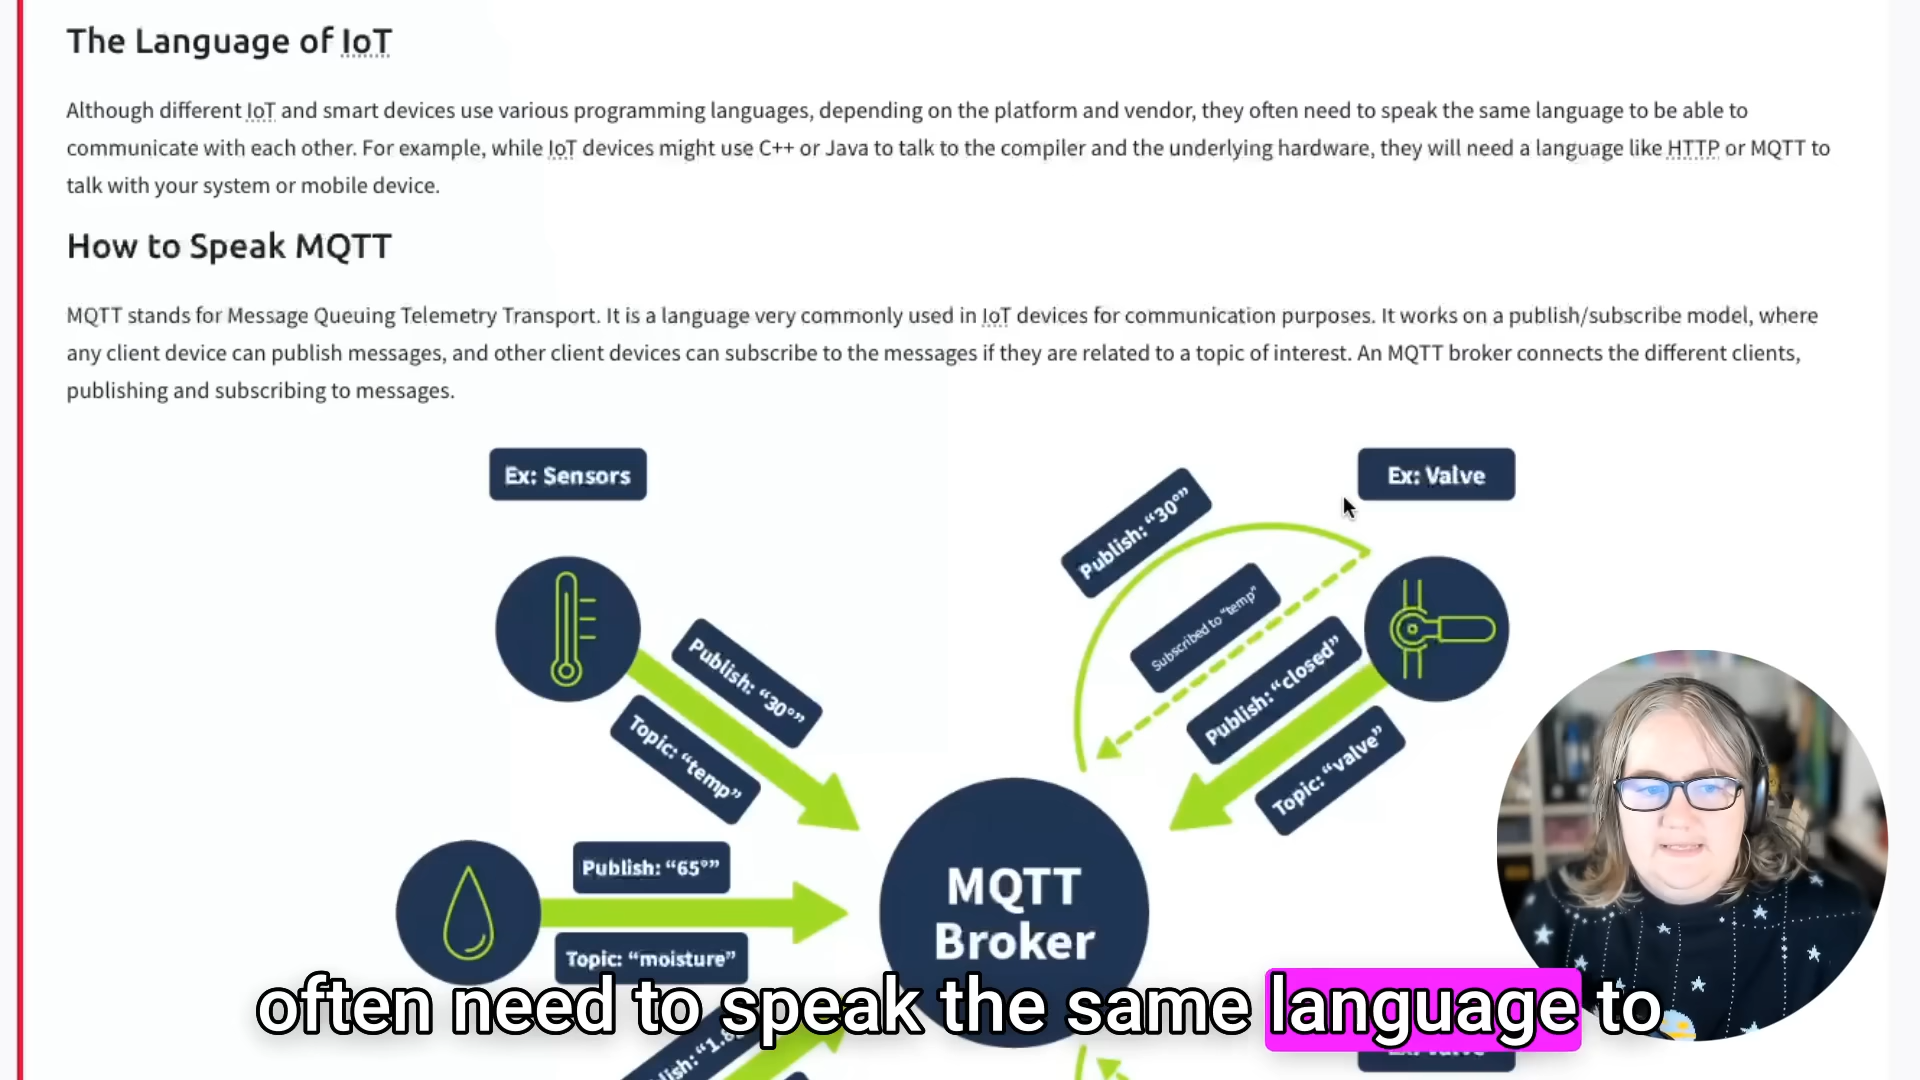 The Language of IoT
Although different IoT and smart devices use various programming languages, depending on the platform and vendor, they often need to speak the same language to be able to
communicate with each other. For example, while IoT devices might use C++ or Java to talk to the compiler and the underlying hardware, they will need a language like HTTP or MQTT to
talk with your system or mobile device.
How to Speak MQTT
MQTT stands for Message Queuing Telemetry Transport. It is a language very commonly used in IoT devices for communication purposes. It works on a publish/subscribe model, where
any client device can publish messages, and other client devices can subscribe to the messages if they are related to a topic of interest. An MQTT broker connects the different clients,
publishing and subscribing to messages.
Ex: Sensors
Ex: Valve
Publish: “30°”
Subscribed to “temp”
Publish: “closed”
Topic: “valve”
Publish: “30°”
Topic: “temp”
Publish: “65°”
Topic: “moisture”
MQTT
Broker
often need to speak the same language to